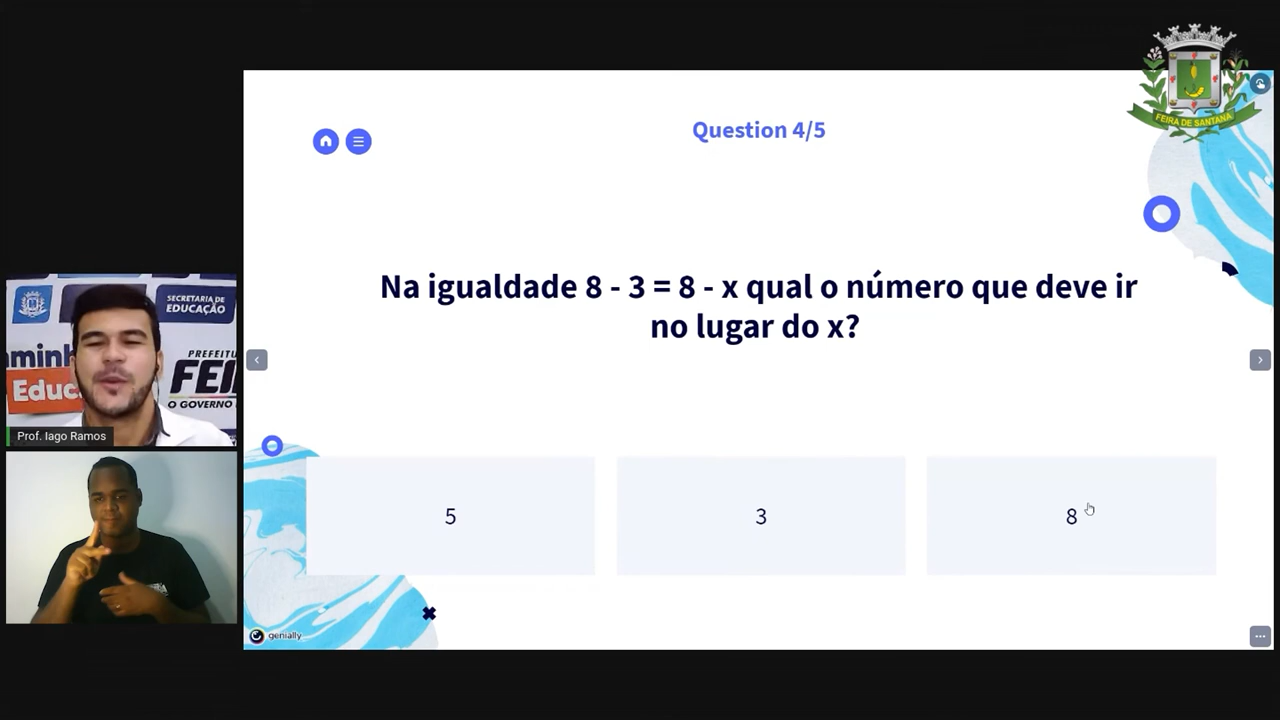 FEIRA DE SANTANA
Question 4/5
Na igualdade 8 - 3 = 8 - x qual o número que deve ir
no lugar do x?
5
3
8
genially
SECRETARIA DE
EDUCAÇÃO
PREFEITU
FEI
O GOVERNO
aminh
Educ
Prof. Iago Ramos